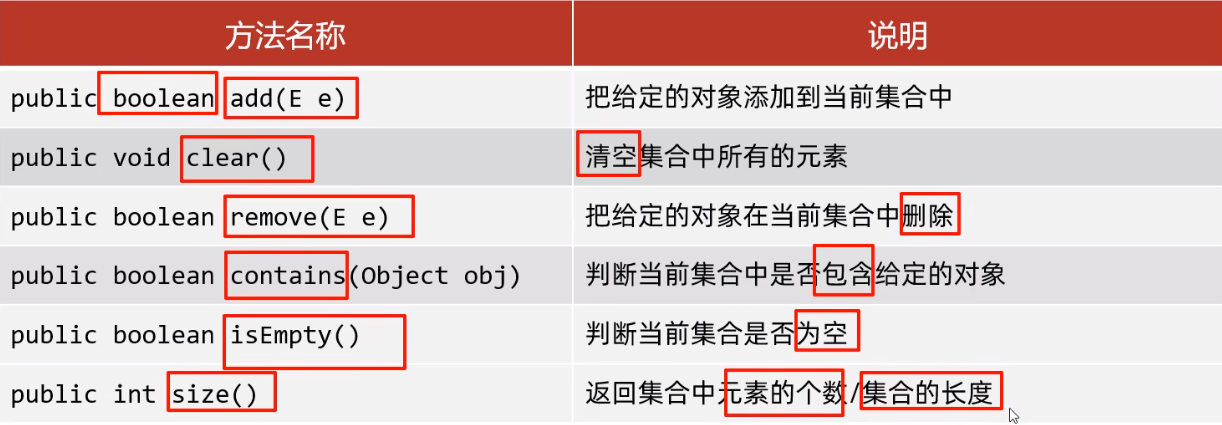 方法名称 说明
public boolean add(E e) 把给定的对象添加到当前集合中
public void clear() 清空集合中所有的元素
public boolean remove(E e) 把给定的对象在当前集合中删除
public boolean contains(Object obj) 判断当前集合中是否包含给定的对象
public boolean isEmpty() 判断当前集合是否为空
public int size() 返回集合中元素的个数/集合的长度